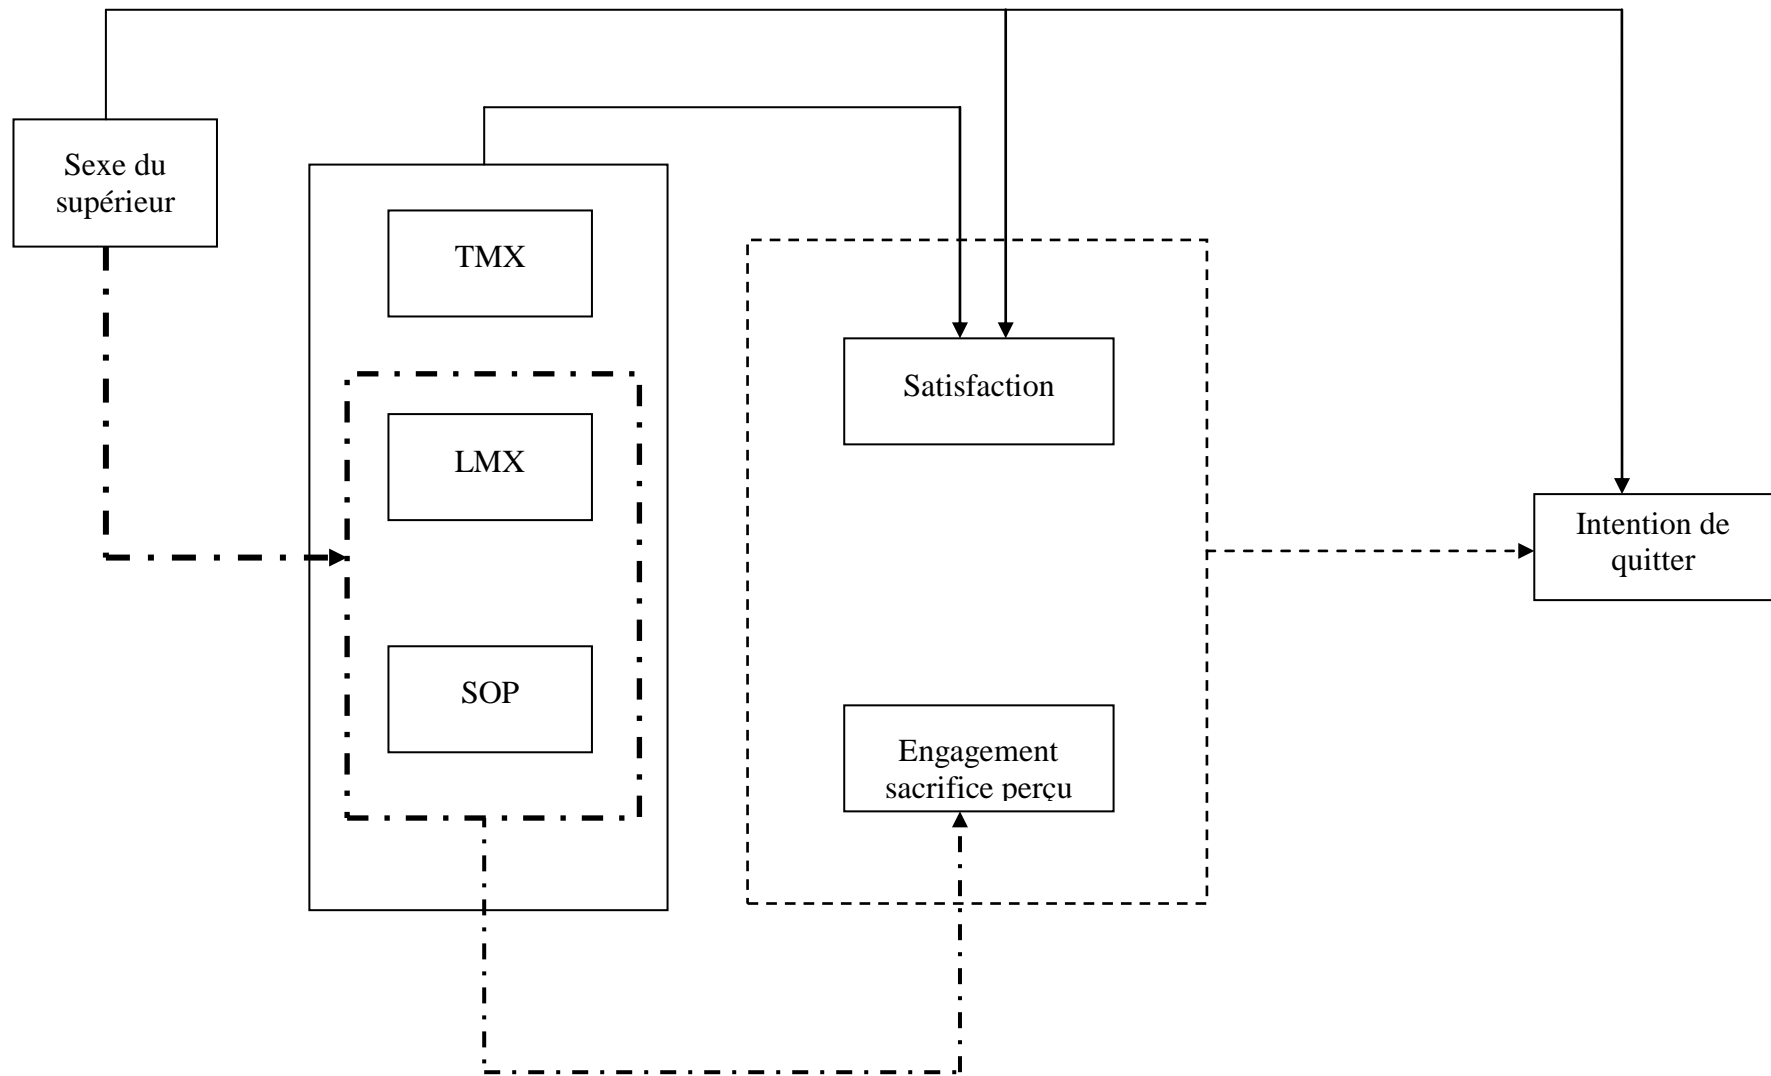 Sexe du
supérieur
TMX
LMX
SOP
Satisfaction
Engagement
sacrifice perçu
Intention de
quitter